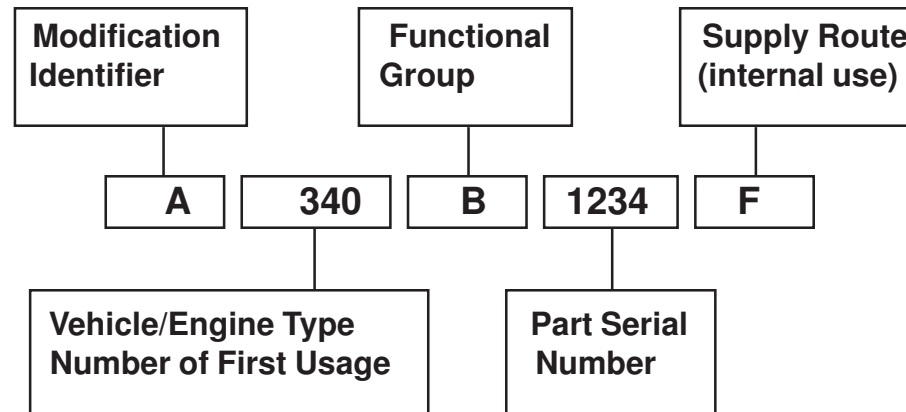 Modification
Identifier
Functional
Group
Supply Route
(internal use)
A 340 B 1234 F
Vehicle/Engine Type
Number of First Usage
Part Serial
Number